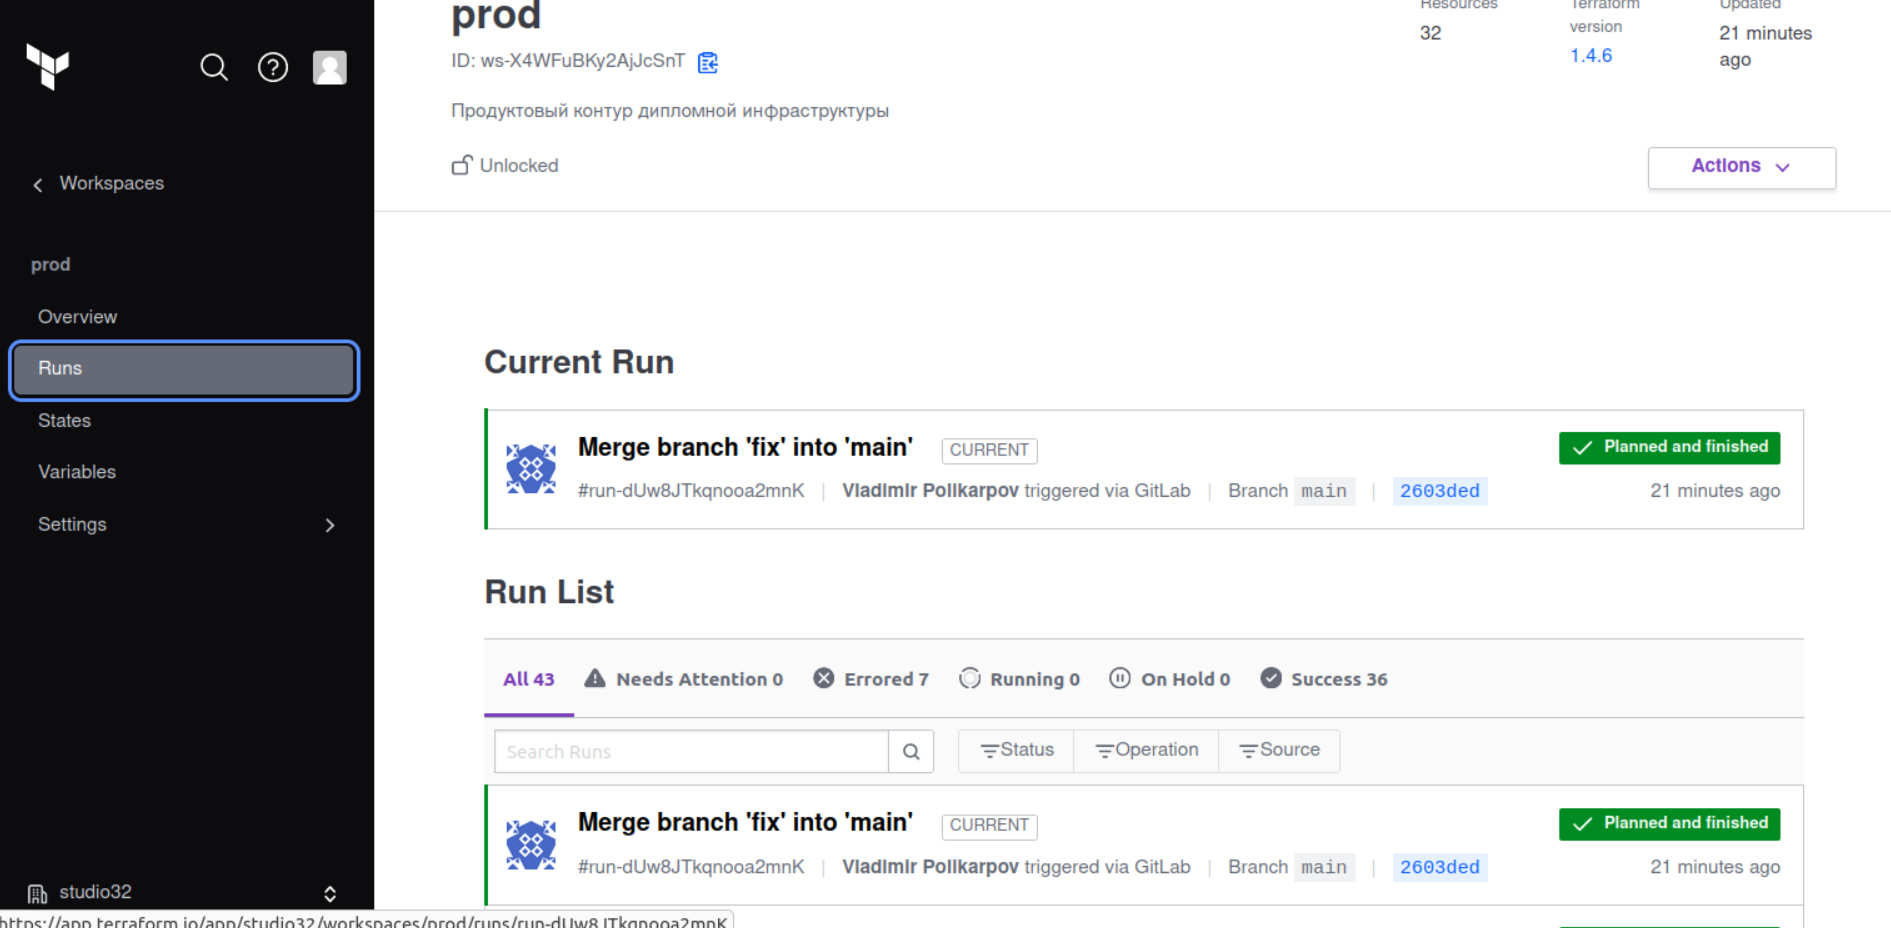 Workspaces
prod
Overview
Runs
States
Variables
Settings
studio32
https://app.terraform.io/app/studio32/workspaces/prod/runs/run-dUw8JTkqnooa2mnK
prod
ID: ws-X4WFuBKy2AjJcSnT
Продуктовый контур дипломной инфраструктуры
Unlocked
Resources
32
Terraform
version
1.4.6
Updated
21 minutes
ago
Actions
Current Run
Merge branch 'fix' into 'main' CURRENT Planned and finished
#run-dUw8JTkqnooa2mnK | Vladimir Polikarpov triggered via GitLab | Branch main | 2603ded 21 minutes ago
Run List
All 43 Needs Attention 0 Errored 7 Running 0 On Hold 0 Success 36
Search Runs Status Operation Source
Merge branch 'fix' into 'main' CURRENT Planned and finished
#run-dUw8JTkqnooa2mnK | Vladimir Polikarpov triggered via GitLab | Branch main | 2603ded 21 minutes ago